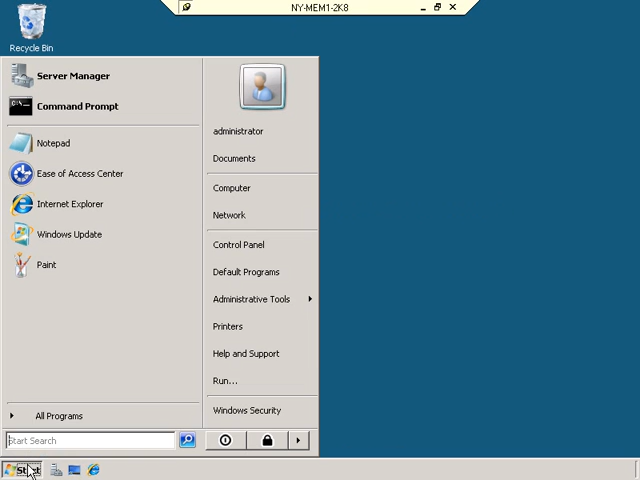 NY-MEM1-2K8
Recycle Bin
Server Manager
Command Prompt
Notepad
Ease of Access Center
Internet Explorer
Windows Update
Paint
All Programs
Start Search
administrator
Documents
Computer
Network
Control Panel
Default Programs
Administrative Tools
Printers
Help and Support
Run...
Windows Security
Start